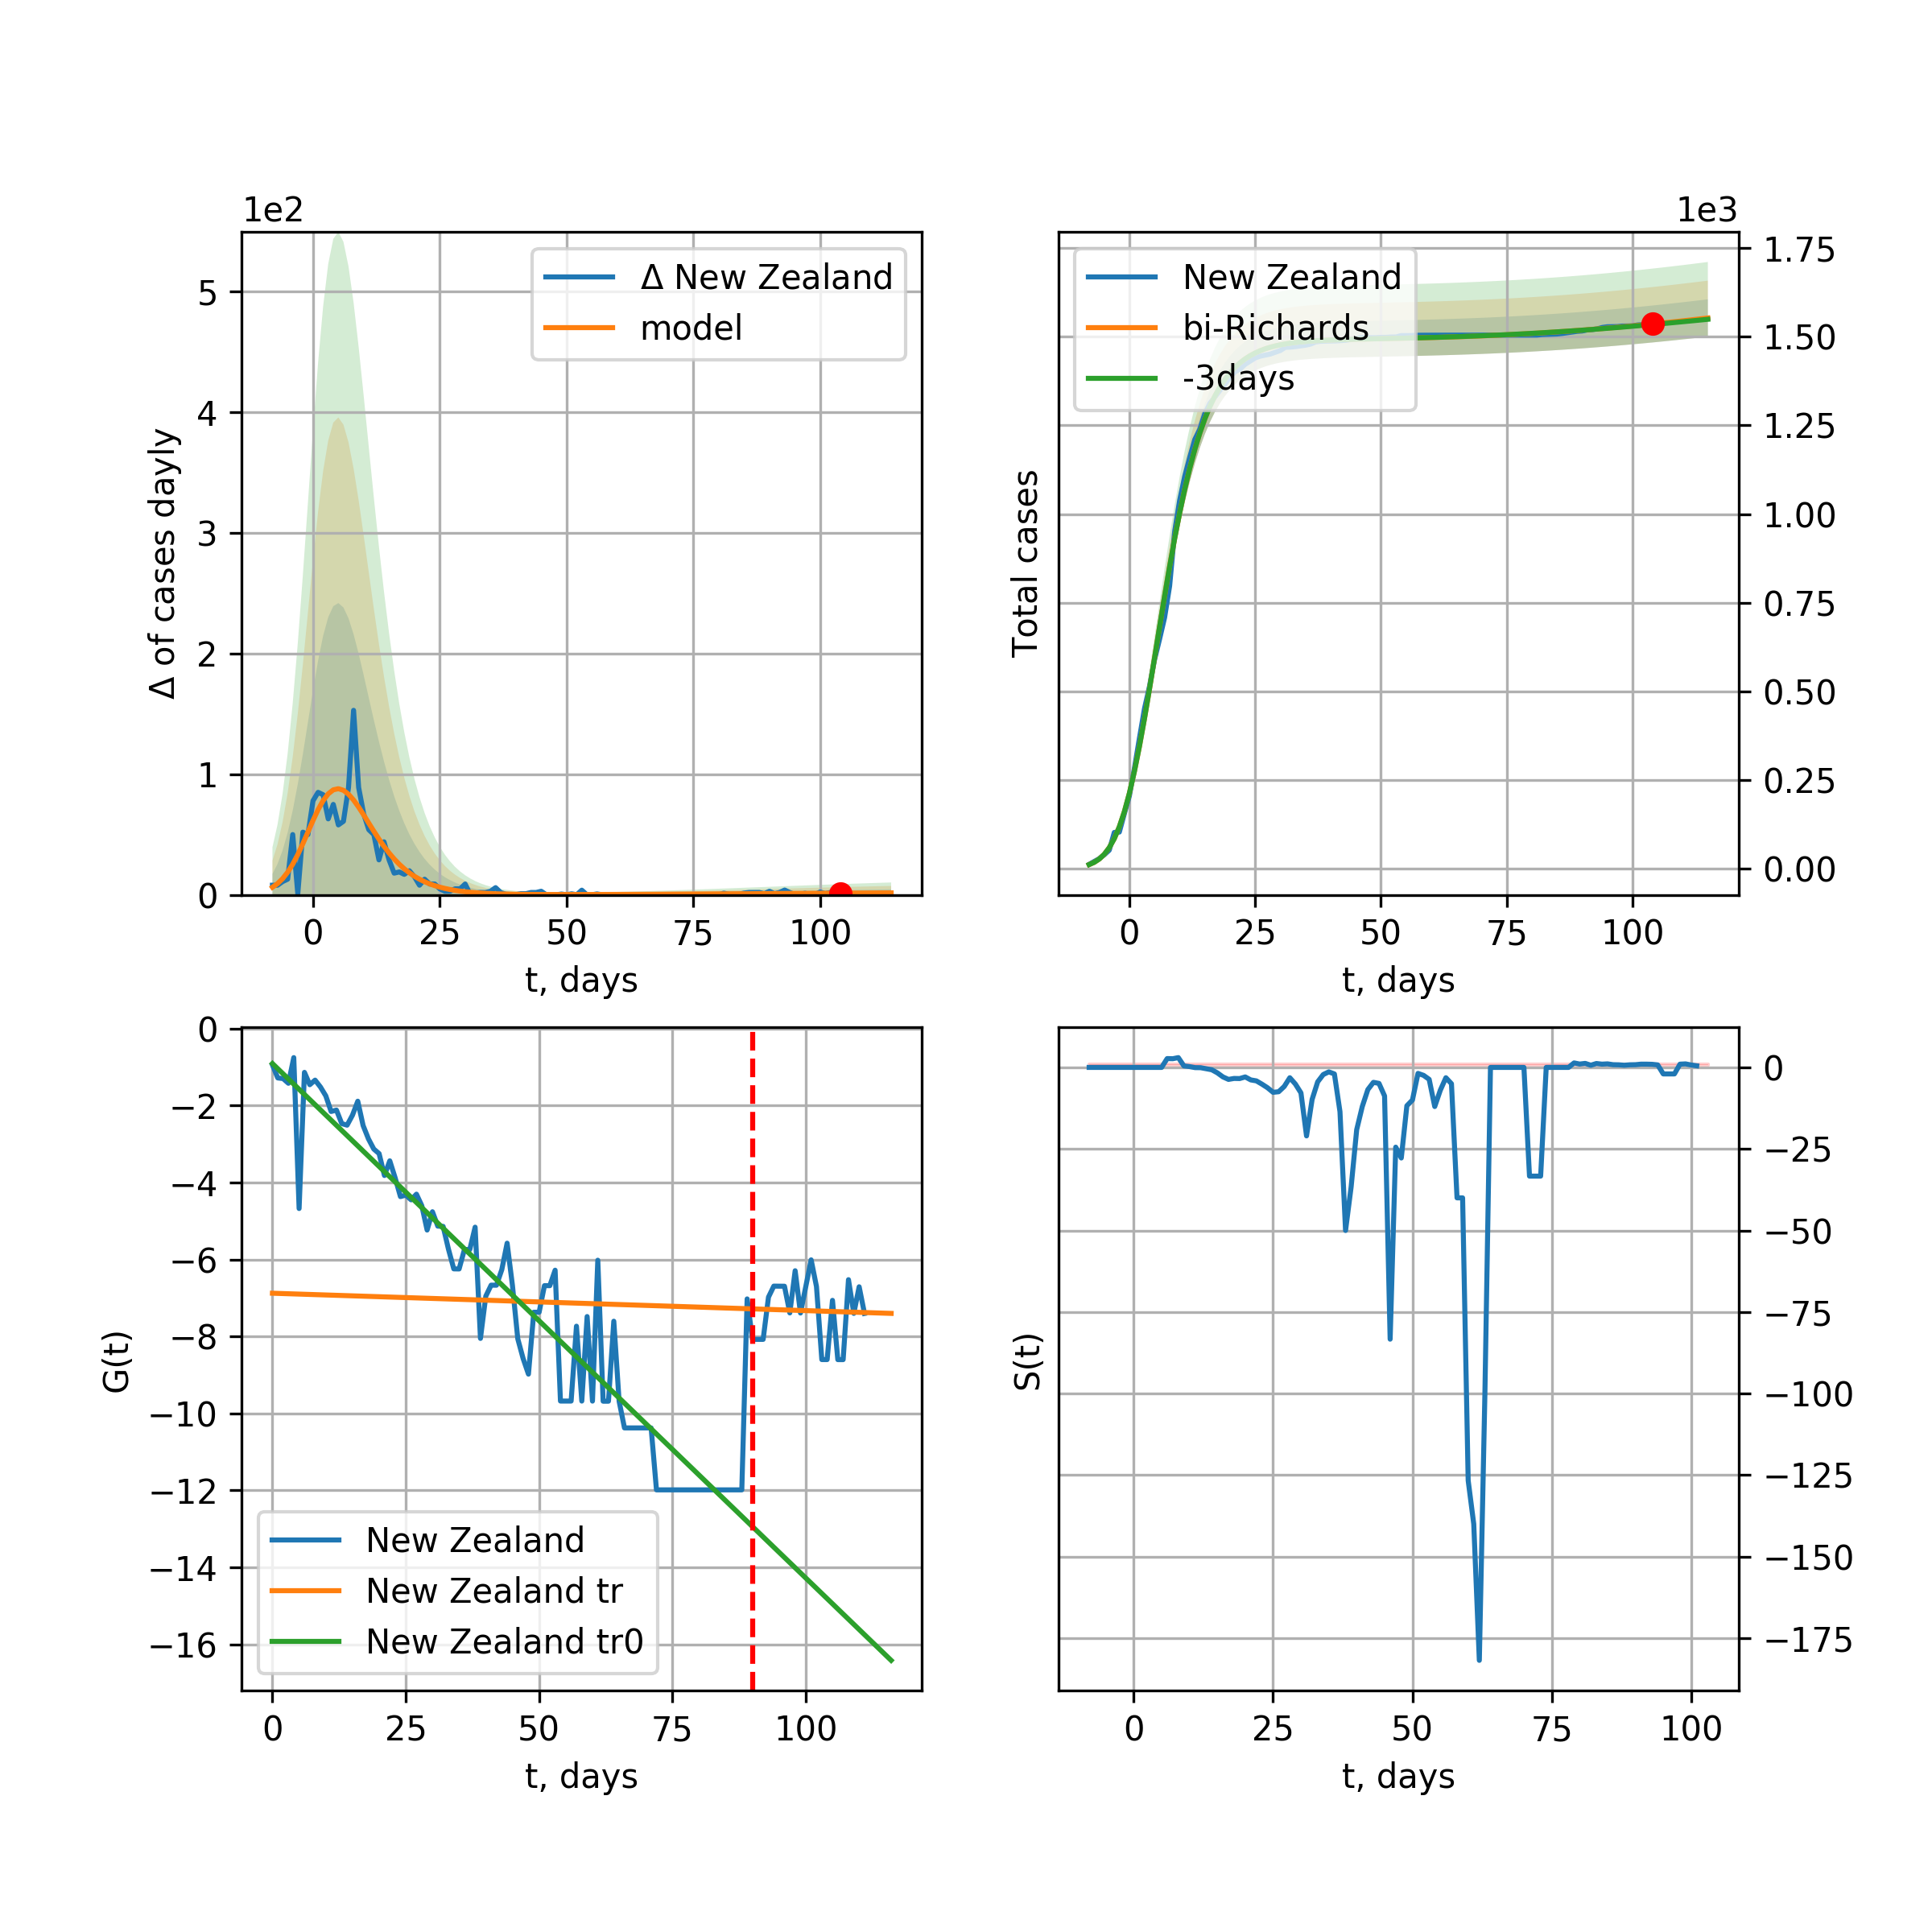 1e2
Δ New Zealand
model
5
4
3
2
1
0
Δ of cases dayly
0 25 50 75 100
t, days
1e3
New Zealand
bi-Richards
-3days
1.75
1.50
1.25
1.00
0.75
0.50
0.25
0.00
Total cases
0 25 50 75 100
t, days
0
−2
−4
−6
−8
−10
−12
−14
−16
G(t)
New Zealand
New Zealand tr
New Zealand tr0
0 25 50 75 100
t, days
0
−25
−50
−75
−100
−125
−150
−175
S(t)
0 25 50 75 100
t, days